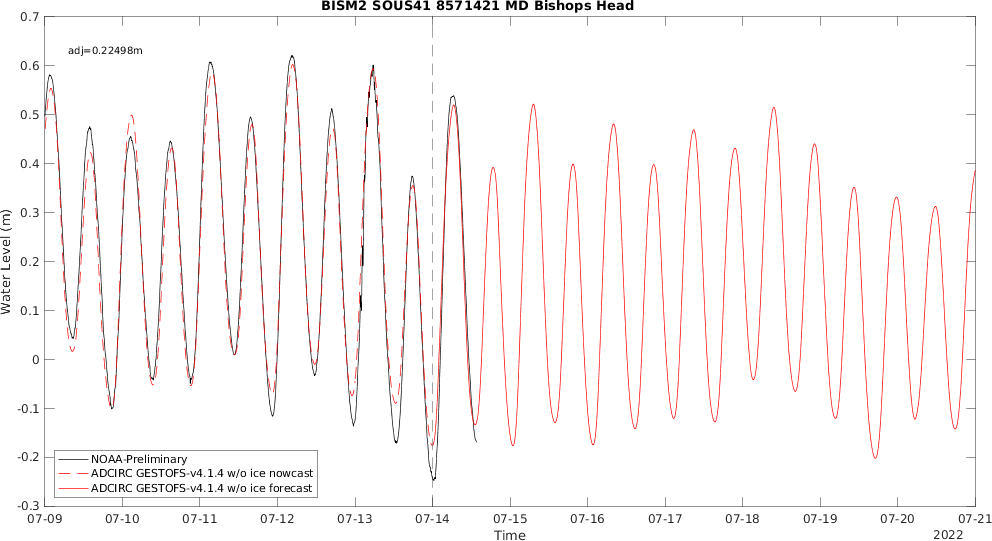 BISM2 SOUS41 8571421 MD Bishops Head
adj=0.22498m
0.7
0.6
0.5
0.4
0.3
0.2
0.1
0
-0.1
-0.2
-0.3
Water Level (m)
NOAA-Preliminary
ADCIRC GESTOFS-v4.1.4 w/o ice nowcast
ADCIRC GESTOFS-v4.1.4 w/o ice forecast
07-09 07-10 07-11 07-12 07-13 07-14 07-15 07-16 07-17 07-18 07-19 07-20 07-21
Time
2022